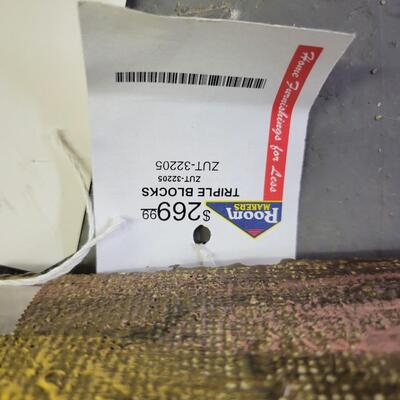 Room
MAKERS
$269.99
TRIPLE BLOCKS
ZUT-32205
ZUT-32205
Home Furnishings for Less